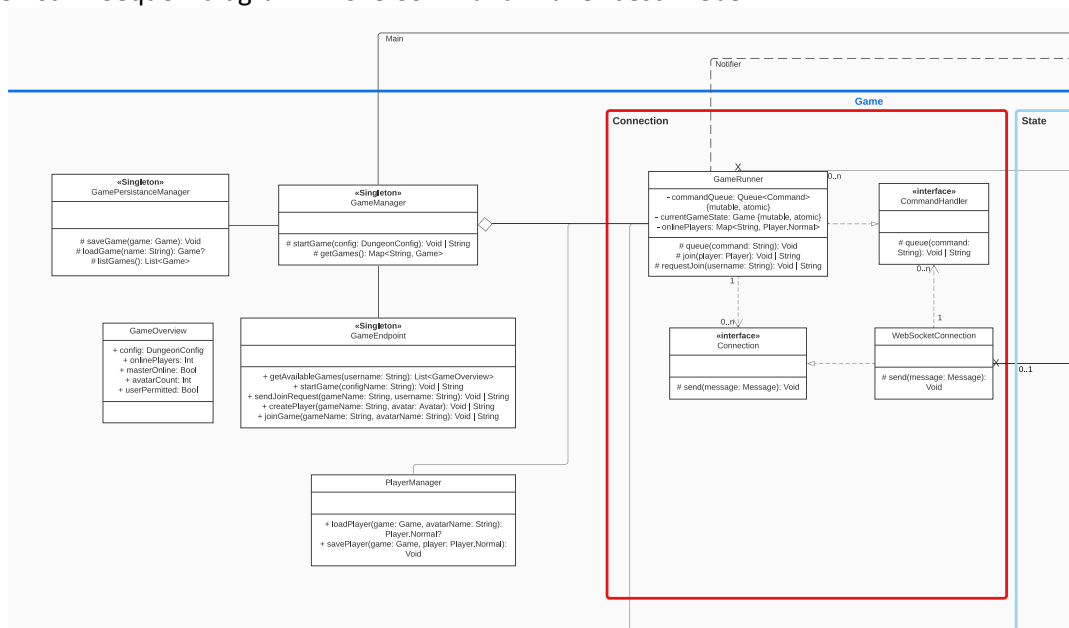 Main
Notifier
Game
Connection
State
«Singleton»
GamePersistanceManager
# saveGame(game: Game): Void
# loadGame(name: String): Game?
# listGames(): List<Game>
«Singleton»
GameManager
# startGame(config: DungeonConfig): Void | String
# getGames(): Map<String, Game>
X
0..n
GameRunner
- commandQueue: Queue<Command>
{mutable, atomic}
- currentGameState: Game {mutable, atomic}
- onlinePlayers: Map<String, Player.Normal>
# queue(command: String): Void
# join(player: Player): Void | String
# requestJoin(username: String): Void | String
«interface»
CommandHandler
# queue(command:
String): Void | String
0..n
1
1
0..n
GameOverview
+ config: DungeonConfig
+ onlinePlayers: Int
+ masterOnline: Bool
+ avatarCount: Int
+ userPermitted: Bool
«Singleton»
GameEndpoint
+ getAvailableGames(username: String): List<GameOverview>
+ startGame(configName: String): Void | String
+ sendJoinRequest(gameName: String, username: String): Void | String
+ createPlayer(gameName: String, avatar: Avatar): Void | String
+ joinGame(gameName: String, avatarName: String): Void | String
«interface»
Connection
# send(message: Message): Void
WebSocketConnection
# send(message: Message):
Void
X
0..1
PlayerManager
+ loadPlayer(game: Game, avatarName: String):
Player.Normal?
+ savePlayer(game: Game, player: Player.Normal):
Void